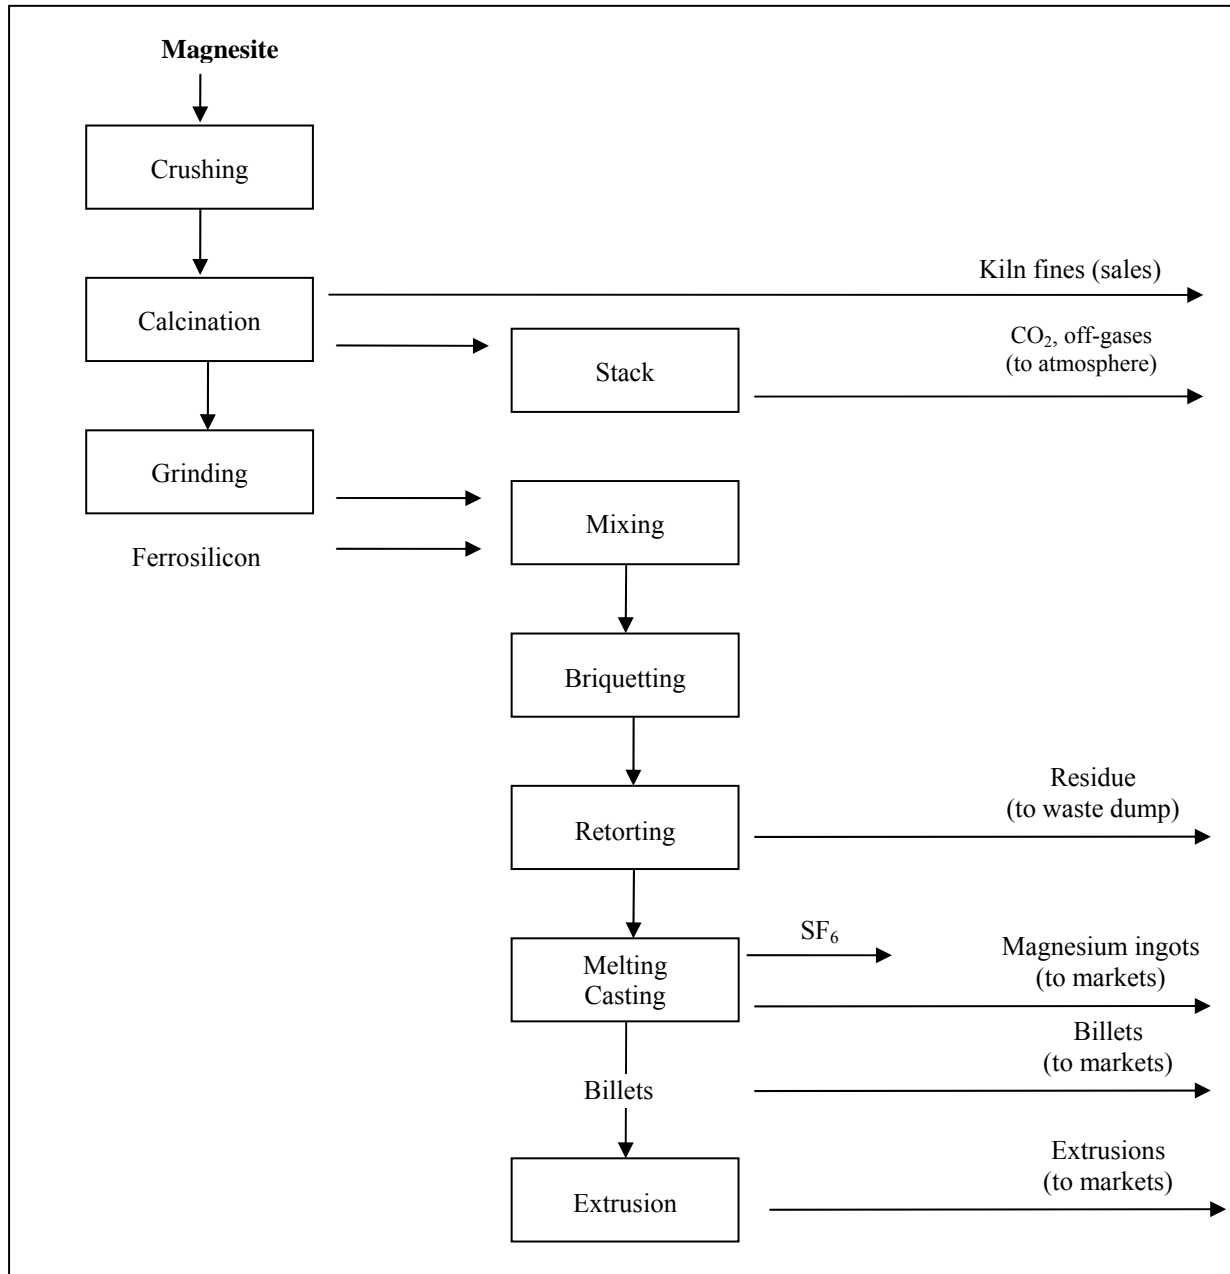 Magnesite
Crushing
Calcination
Kiln fines (sales)
Stack
CO₂, off-gases
(to atmosphere)
Grinding
Ferrosilicon
Mixing
Briquetting
Retorting
Residue
(to waste dump)
Melting
Casting
SF₆
Magnesium ingots
(to markets)
Billets
Billets
(to markets)
Extrusion
Extrusions
(to markets)